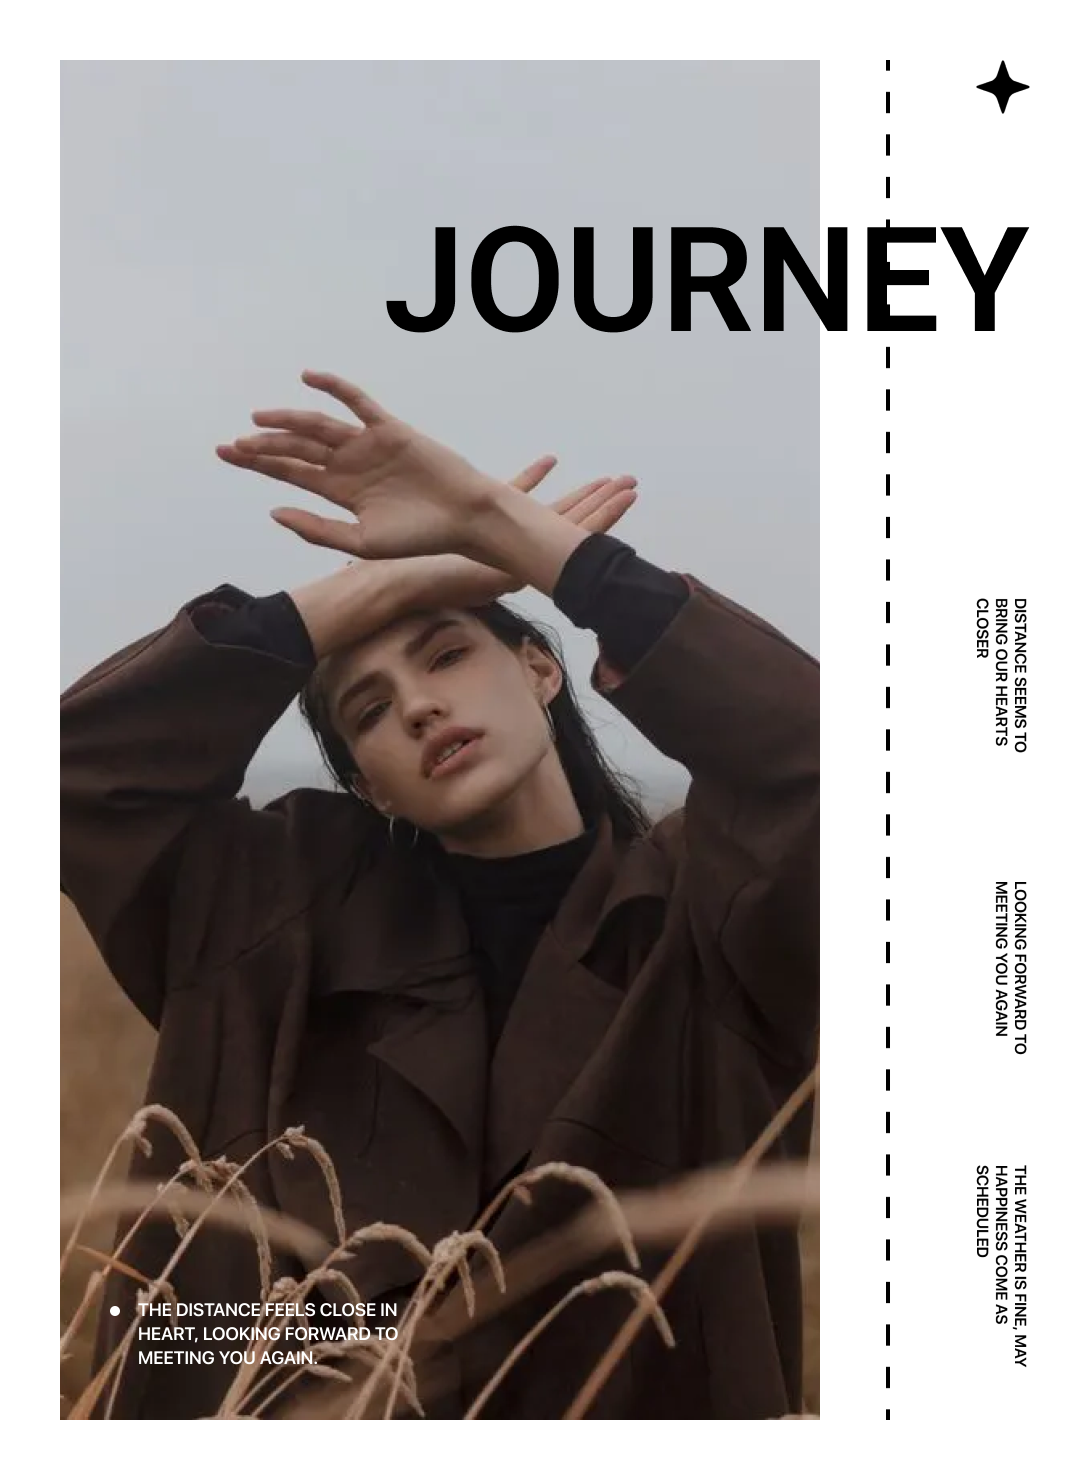 JOURNEY
DISTANCE SEEMS TO
BRING OUR HEARTS
CLOSER
LOOKING FORWARD TO
MEETING YOU AGAIN
THE WEATHER IS FINE, MAY
HAPPINESS COME AS
SCHEDULED
THE DISTANCE FEELS CLOSE IN
HEART, LOOKING FORWARD TO
MEETING YOU AGAIN.